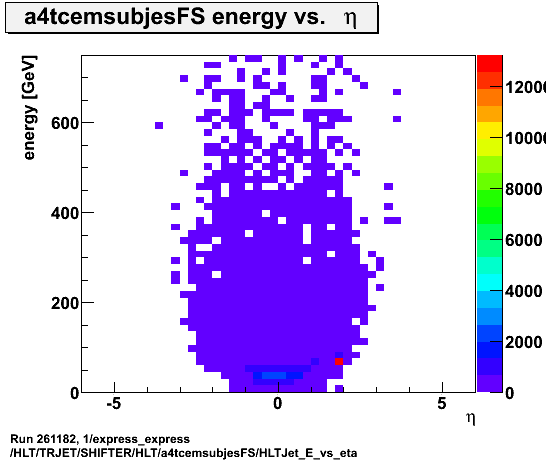 a4tcemsubjesFS energy vs. η
energy [GeV]
600
400
200
0
-5
0
5
η
12000
10000
8000
6000
4000
2000
0
Run 261182, 1/express_express
/HLT/TRJET/SHIFTER/HLT/a4tcemsubjesFS/HLTJet_E_vs_eta